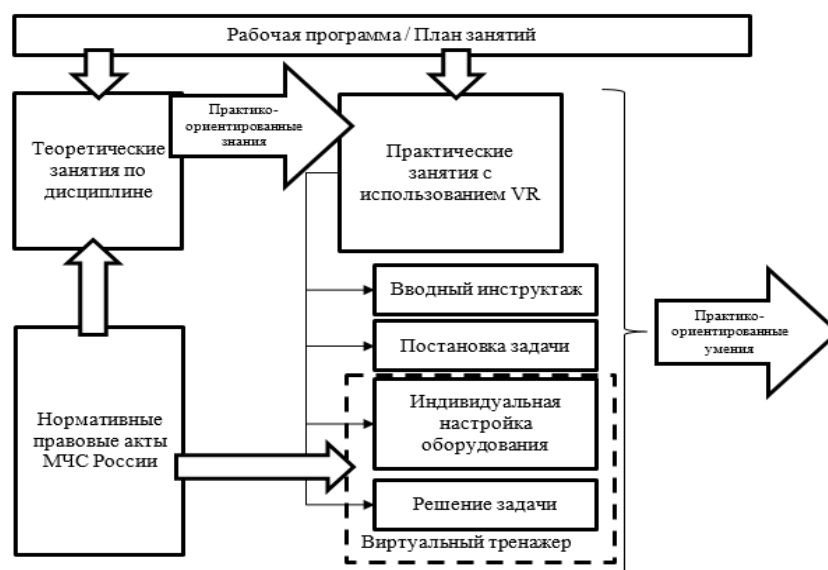 Рабочая программа / План занятий
Теоретические
занятия по
дисциплине
Практико-
ориентированные
знания
Практические
занятия с
использованием VR
Вводный инструктаж
Постановка задачи
Практико-
ориентированные
умения
Нормативные
правовые акты
МЧС России
Индивидуальная
настройка
оборудования
Решение задачи
Виртуальный тренажер